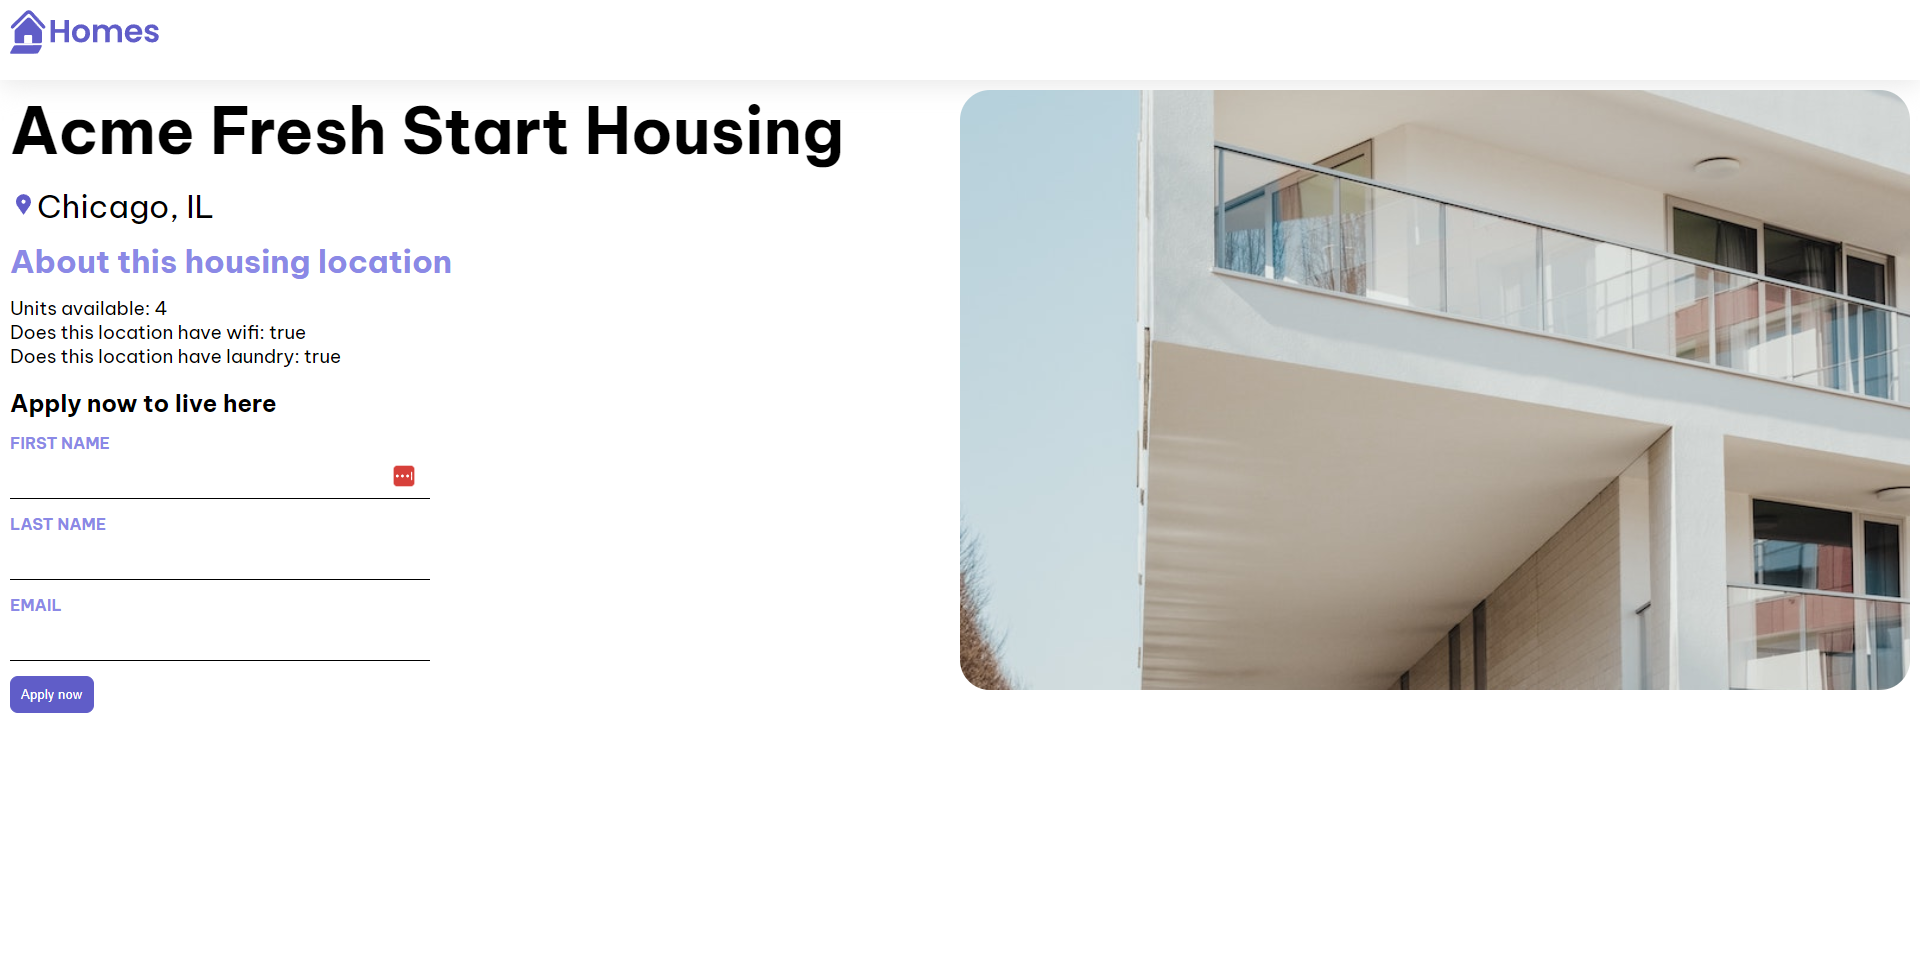 Homes
Acme Fresh Start Housing
Chicago, IL
About this housing location
Units available: 4
Does this location have wifi: true
Does this location have laundry: true
Apply now to live here
FIRST NAME
LAST NAME
EMAIL
Apply now